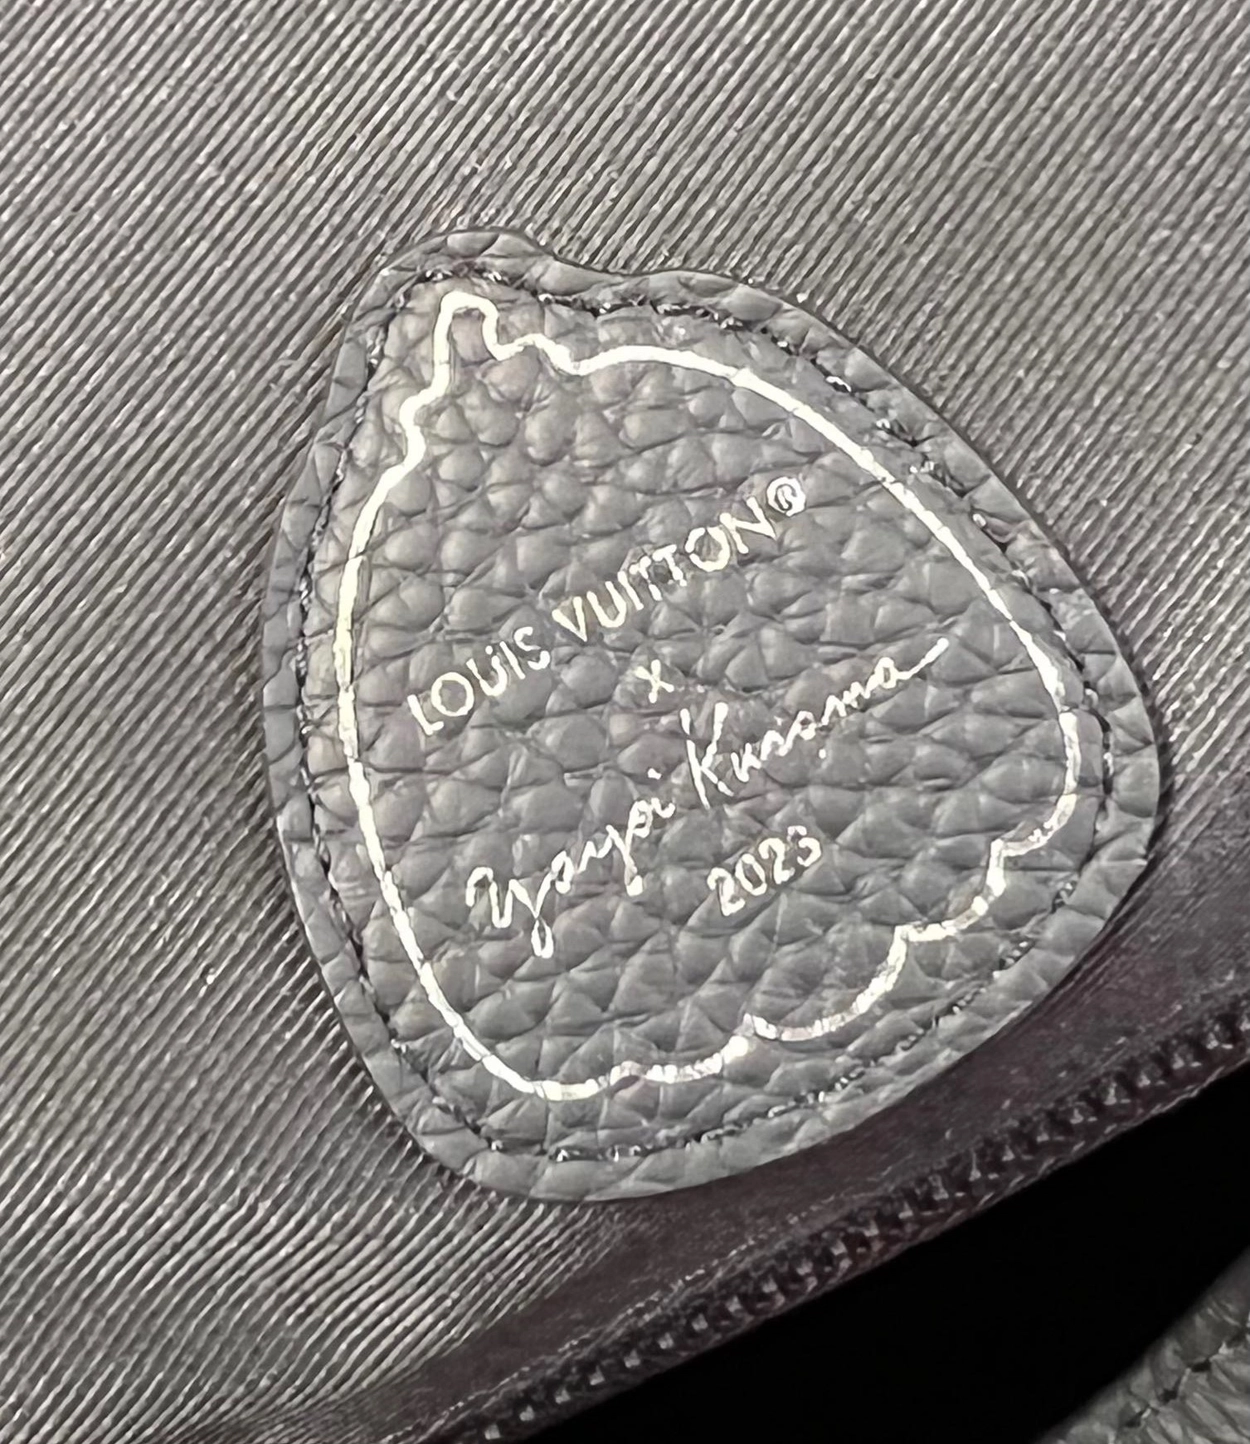 LOUIS VUITTON®
x
Yayoi Kusama
2023